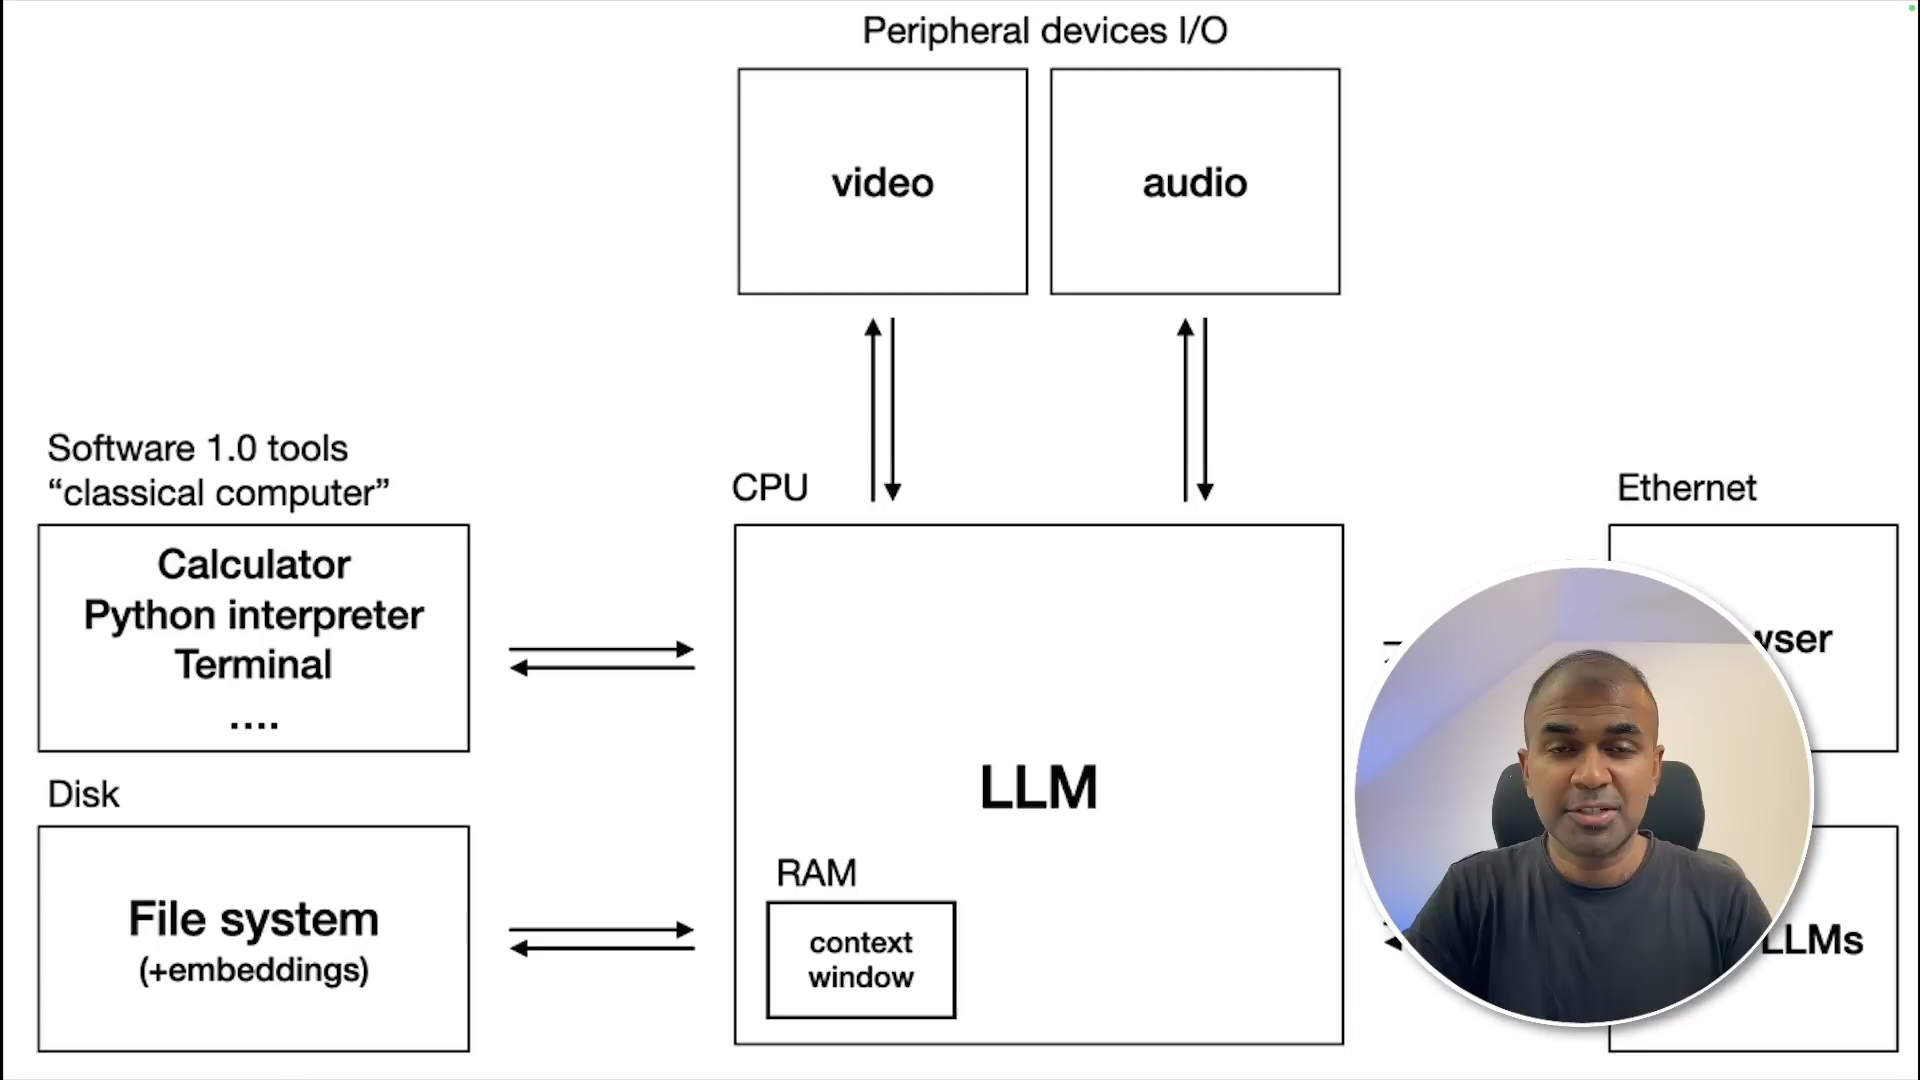 Peripheral devices I/O
video
audio
Software 1.0 tools
“classical computer”
CPU
Ethernet
Calculator
Python interpreter
Terminal
....
LLM
Disk
RAM
File system
(+embeddings)
context
window
LLMs